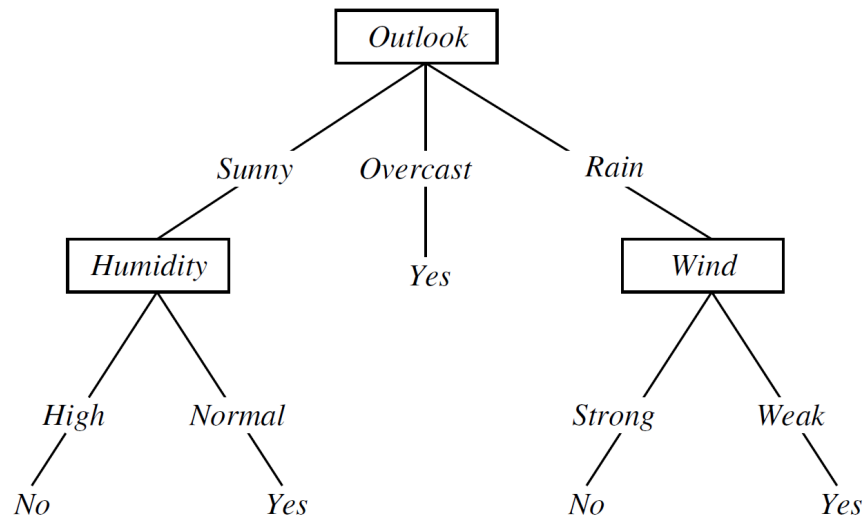 Outlook
Sunny Overcast Rain
Humidity Yes Wind
High Normal Strong Weak
No Yes No Yes